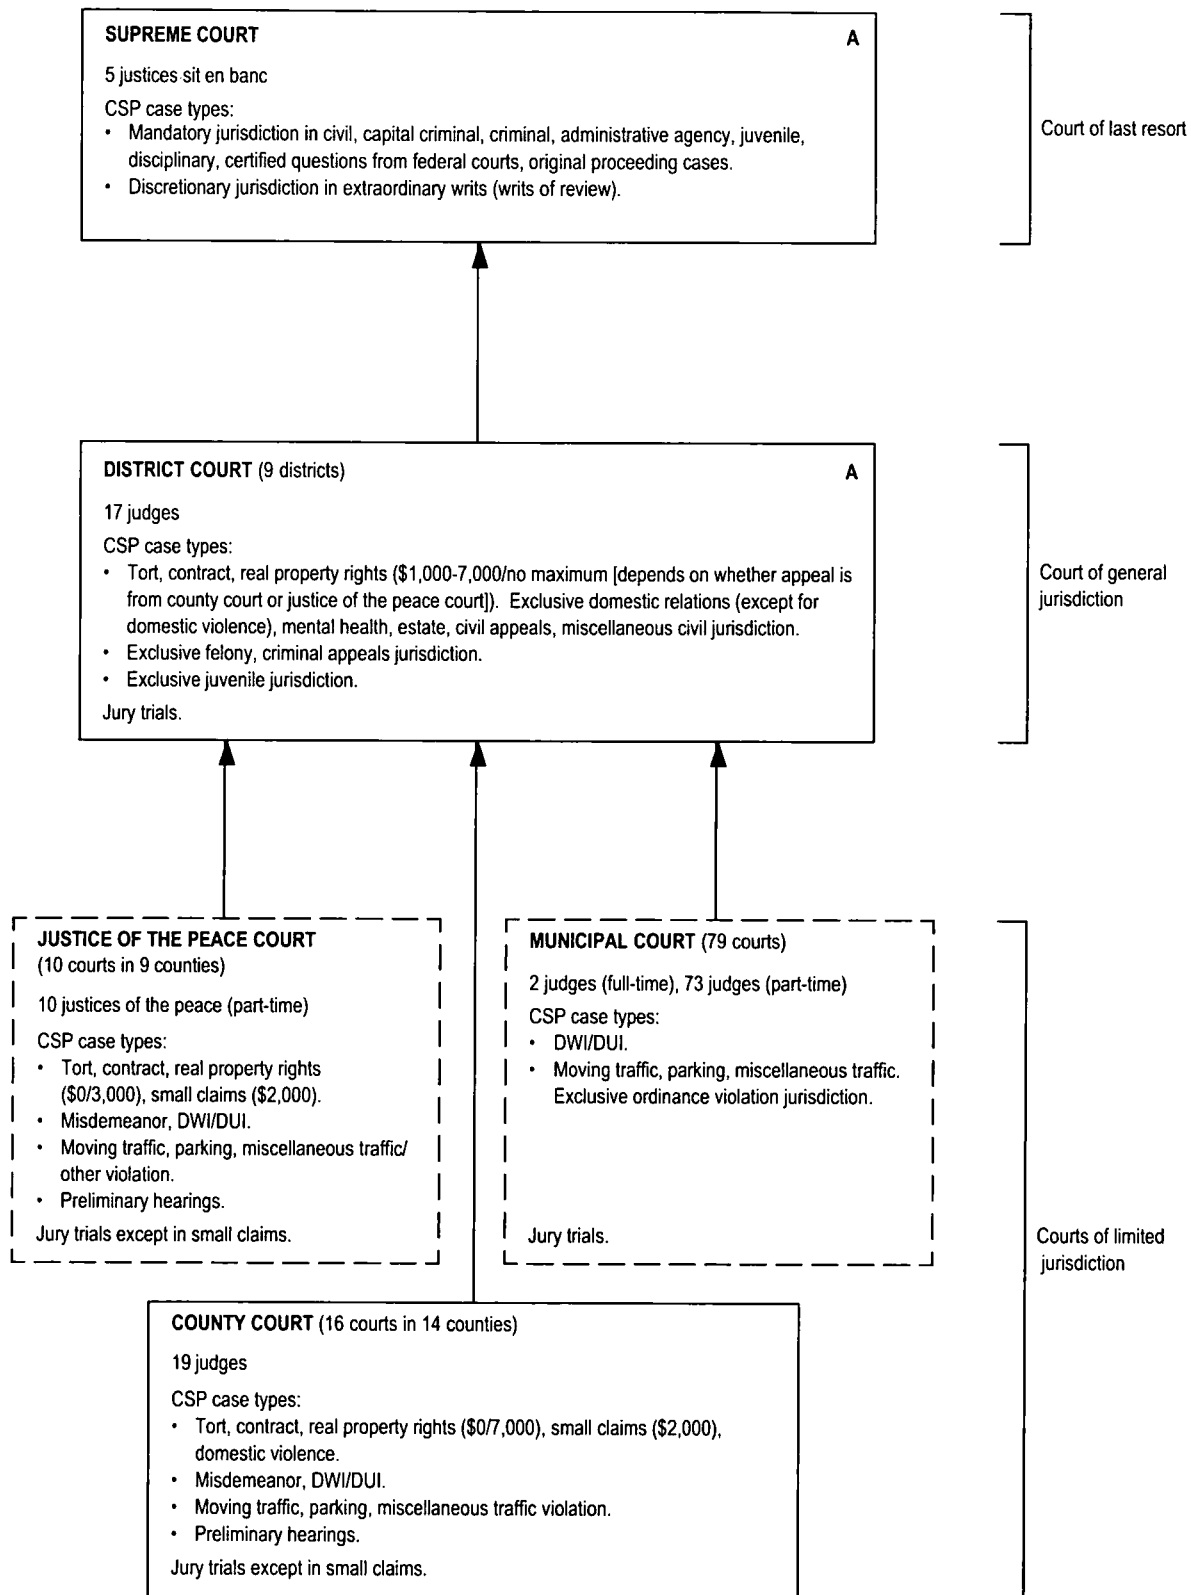 SUPREME COURT A
5 justices sit en banc
CSP case types:
• Mandatory jurisdiction in civil, capital criminal, criminal, administrative agency, juvenile,
disciplinary, certified questions from federal courts, original proceeding cases.
• Discretionary jurisdiction in extraordinary writs (writs of review).
Court of last resort
DISTRICT COURT (9 districts) A
17 judges
CSP case types:
• Tort, contract, real property rights ($1,000-7,000/no maximum [depends on whether appeal is
from county court or justice of the peace court]). Exclusive domestic relations (except for
domestic violence), mental health, estate, civil appeals, miscellaneous civil jurisdiction.
• Exclusive felony, criminal appeals jurisdiction.
• Exclusive juvenile jurisdiction.
Jury trials.
Court of general
jurisdiction
JUSTICE OF THE PEACE COURT
(10 courts in 9 counties)
10 justices of the peace (part-time)
CSP case types:
• Tort, contract, real property rights
($0/3,000), small claims ($2,000).
• Misdemeanor, DWI/DUI.
• Moving traffic, parking, miscellaneous traffic/
other violation.
• Preliminary hearings.
Jury trials except in small claims.
MUNICIPAL COURT (79 courts)
2 judges (full-time), 73 judges (part-time)
CSP case types:
• DWI/DUI.
• Moving traffic, parking, miscellaneous traffic.
Exclusive ordinance violation jurisdiction.
Jury trials.
Courts of limited
jurisdiction
COUNTY COURT (16 courts in 14 counties)
19 judges
CSP case types:
• Tort, contract, real property rights ($0/7,000), small claims ($2,000),
domestic violence.
• Misdemeanor, DWI/DUI.
• Moving traffic, parking, miscellaneous traffic violation.
• Preliminary hearings.
Jury trials except in small claims.